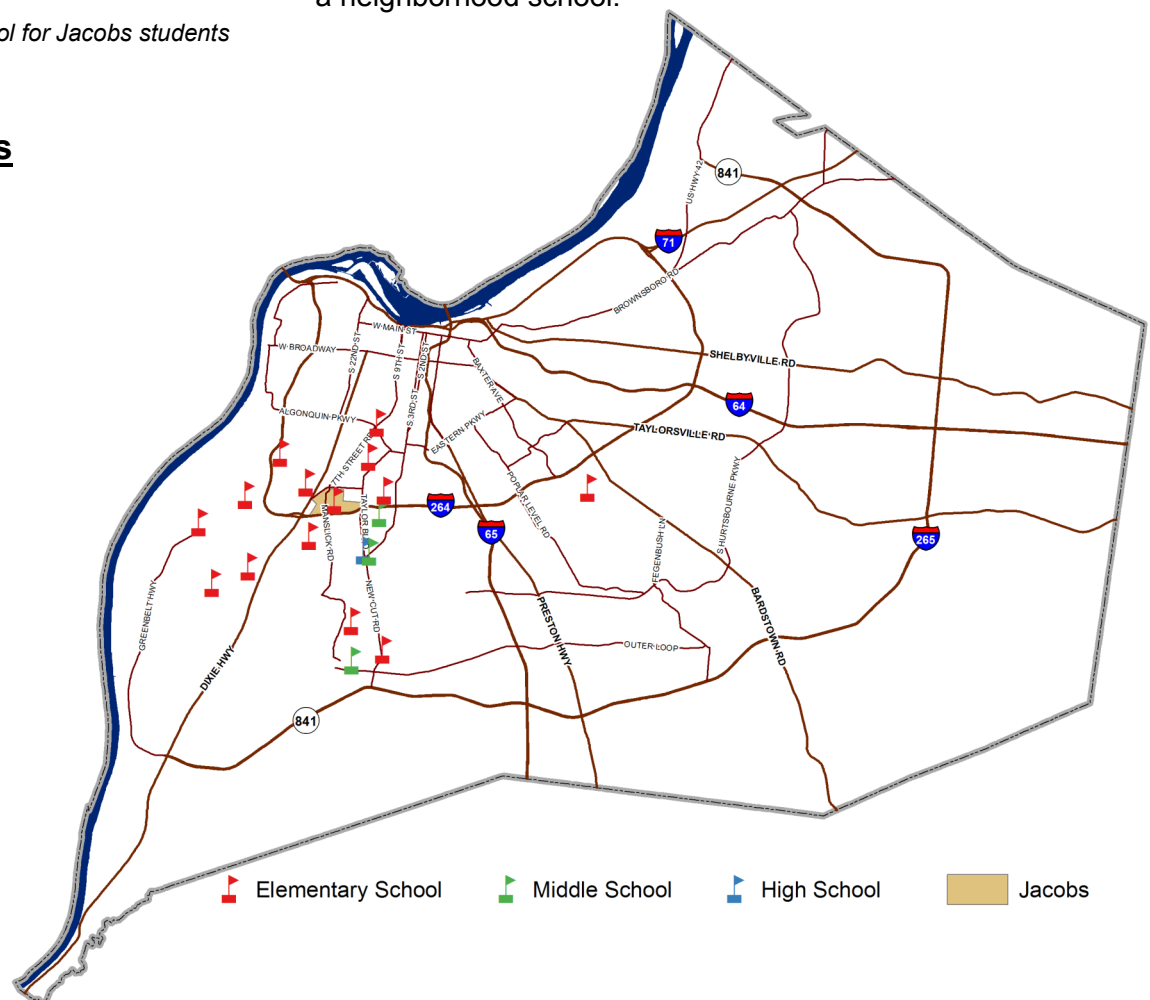 a neighborhood school.
ol for Jacobs students
s
841
US HWY 42
71
BROWNSBORO RD
W MAIN ST
W BROADWAY
S 22ND ST
S 9TH ST
S 2ND ST
S 3RD ST
BAXTER AVE
SHELBYVILLE RD
64
ALGONQUIN PKWY
EASTERN PKWY
TAYLORSVILLE RD
7TH STREET RD
POPLAR LEVEL RD
S HURTSBOURNE PKWY
MANSLICK RD
TAYLOR BLVD
264
65
265
FEGENBUSH LN
GREENBELT HWY
NEW CUT RD
PRESTON HWY
BARDSTOWN RD
OUTER LOOP
DIXIE HWY
841
Elementary School
Middle School
High School
Jacobs